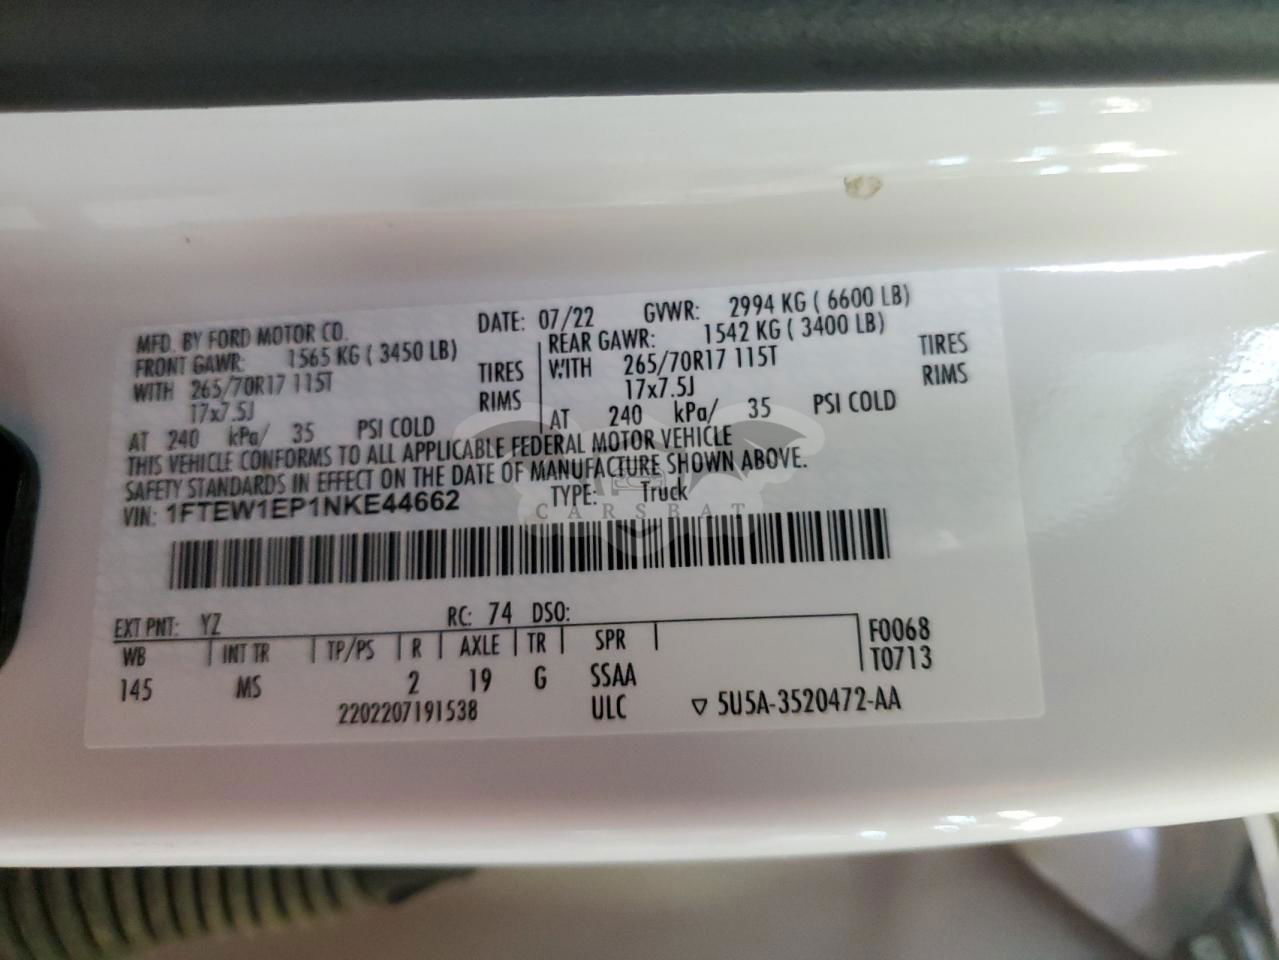 MFD. BY FORD MOTOR CO. DATE: 07/22 GVWR: 2994 KG ( 6600 LB)
FRONT GAWR: 1565 KG ( 3450 LB) REAR GAWR: 1542 KG ( 3400 LB)
WITH 265/70R17 115T TIRES WITH 265/70R17 115T TIRES
17x7.5J RIMS 17x7.5J RIMS
AT 240 kPa/ 35 PSI COLD AT 240 kPa/ 35 PSI COLD
THIS VEHICLE CONFORMS TO ALL APPLICABLE FEDERAL MOTOR VEHICLE
SAFETY STANDARDS IN EFFECT ON THE DATE OF MANUFACTURE SHOWN ABOVE.
VIN: 1FTEW1EP1NKE44662 TYPE: Truck
CARSBAT
EXT PNT: YZ RC: 74 DSO:
WB INT TR TP/PS R AXLE TR SPR F0068
145 MS 2 19 G SSAA T0713
2202207191538 ULC ▽ 5U5A-3520472-AA